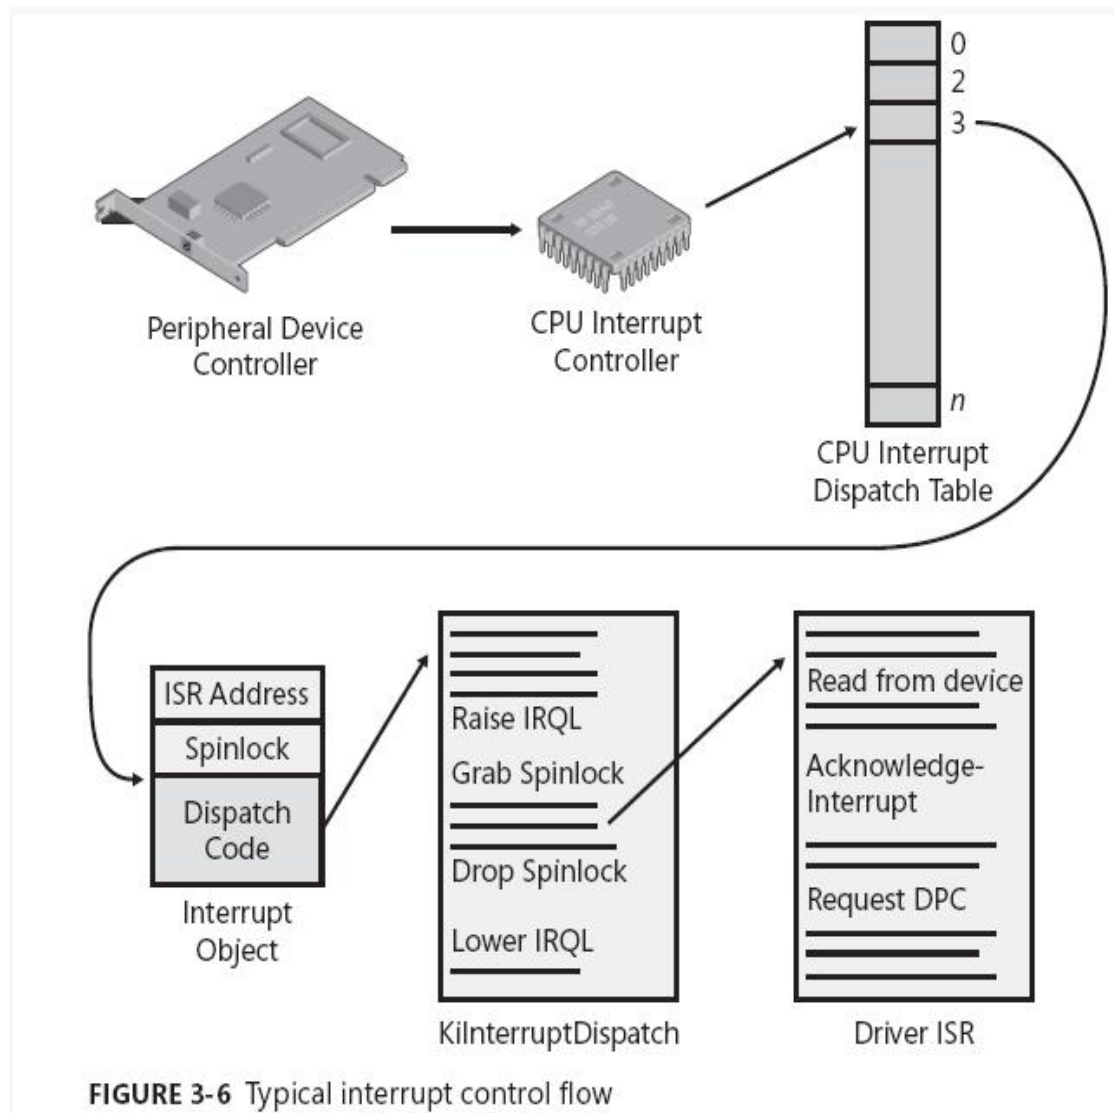 0
2
3
n
Peripheral Device
Controller
CPU Interrupt
Controller
CPU Interrupt
Dispatch Table
ISR Address
Spinlock
Dispatch
Code
Interrupt
Object
Raise IRQL
Grab Spinlock
Drop Spinlock
Lower IRQL
KiInterruptDispatch
Read from device
Acknowledge-
Interrupt
Request DPC
Driver ISR
FIGURE 3-6 Typical interrupt control flow